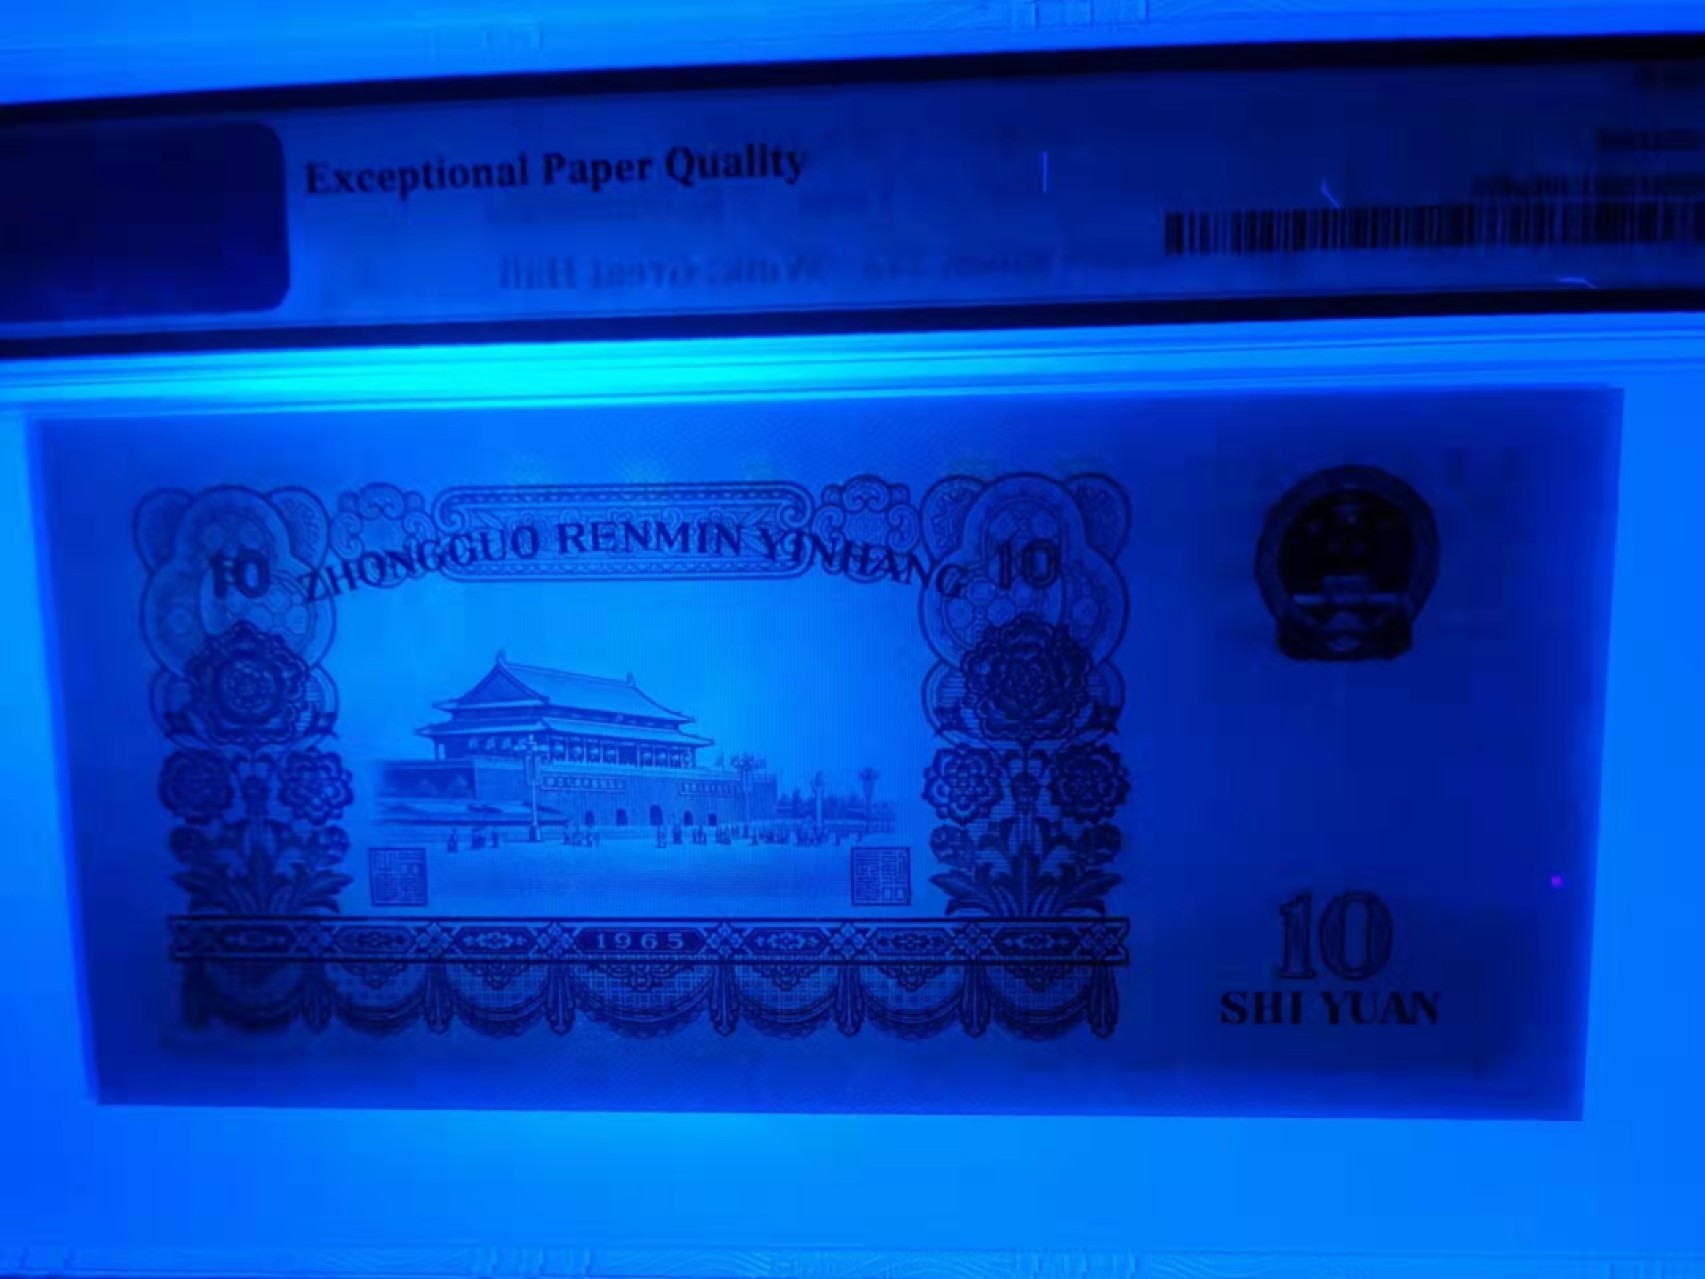 Exceptional Paper Quality
ZHONGGUO RENMIN YINHANG
10
10
1965
10
SHI YUAN